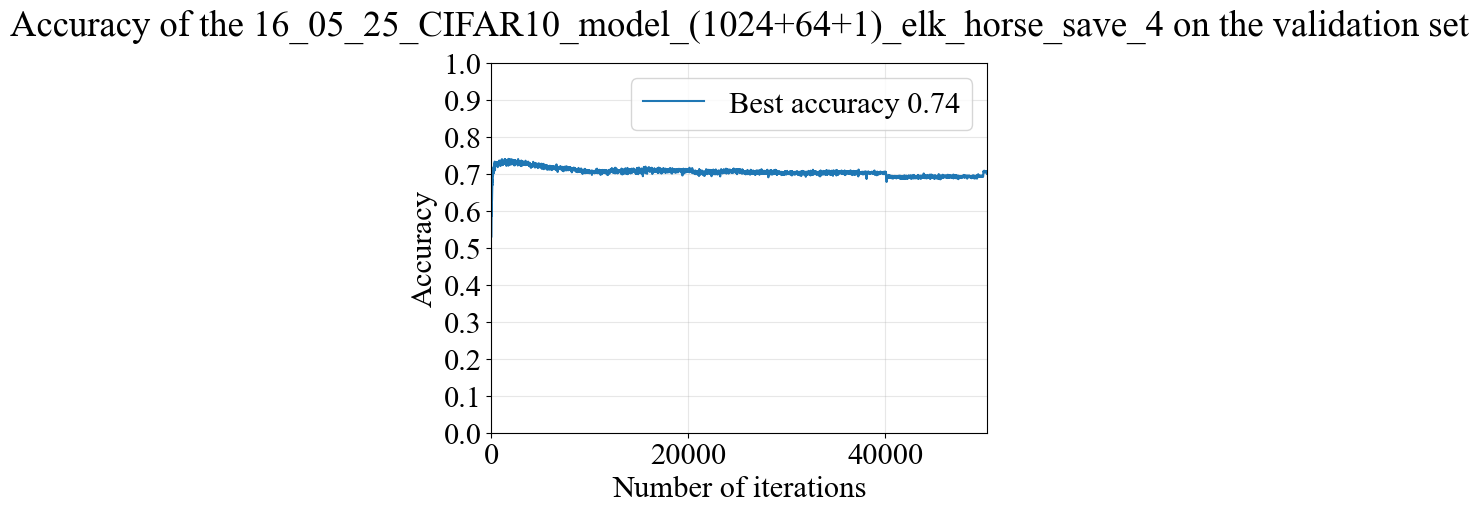 Accuracy of the 16_05_25_CIFAR10_model_(1024+64+1)_elk_horse_save_4 on the validation set
1.0
0.9
0.8
0.7
0.6
0.5
0.4
0.3
0.2
0.1
0.0
Accuracy
Best accuracy 0.74
0 20000 40000
Number of iterations